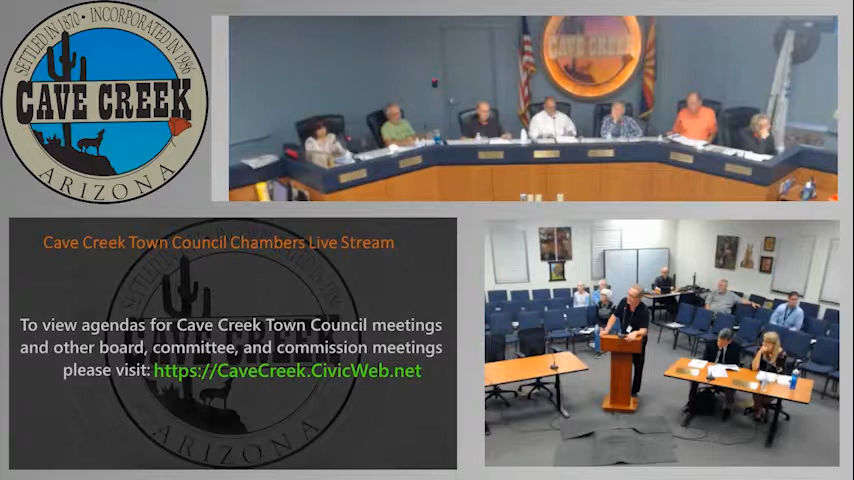 SETTLED IN 1870 • INCORPORATED IN 1986
CAVE CREEK
ARIZONA
CAVE CREEK
Cave Creek Town Council Chambers Live Stream
To view agendas for Cave Creek Town Council meetings
and other board, committee, and commission meetings
please visit: https://CaveCreek.CivicWeb.net
ARIZONA